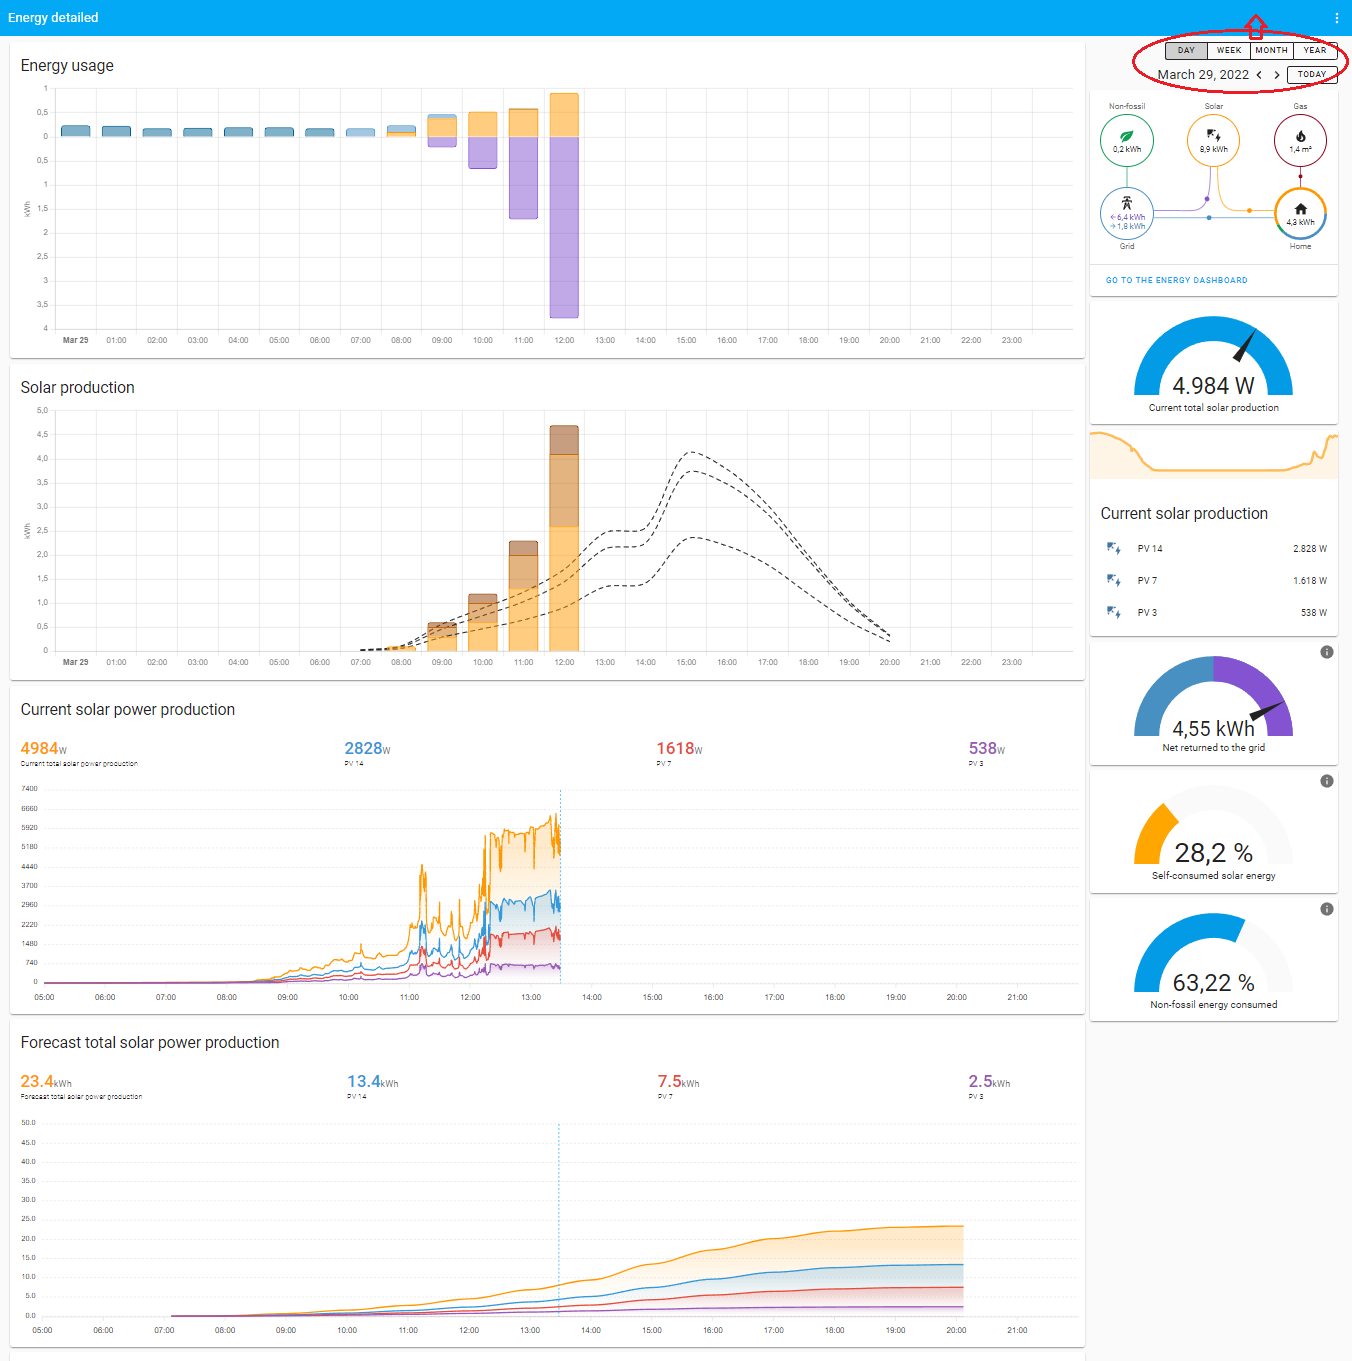 Energy detailed
DAY WEEK MONTH YEAR
March 29, 2022 TODAY
Energy usage
1
0,5
0
0,5
1
1,5
2
2,5
3
3,5
4
kWh
Mar 29 01:00 02:00 03:00 04:00 05:00 06:00 07:00 08:00 09:00 10:00 11:00 12:00 13:00 14:00 15:00 16:00 17:00 18:00 19:00 20:00 21:00 22:00 23:00
Non-fossil Solar Gas
0,2 kWh 8,9 kWh 1,4 m³
←6,4 kWh
→1,8 kWh
4,3 kWh
Grid Home
GO TO THE ENERGY DASHBOARD
4.984 W
Current total solar production
Solar production
5,0
4,5
4,0
3,5
3,0
2,5
2,0
1,5
1,0
0,5
0
kWh
Mar 29 01:00 02:00 03:00 04:00 05:00 06:00 07:00 08:00 09:00 10:00 11:00 12:00 13:00 14:00 15:00 16:00 17:00 18:00 19:00 20:00 21:00 22:00 23:00
Current solar production
PV 14 2.828 W
PV 7 1.618 W
PV 3 538 W
4,55 kWh
Net returned to the grid
28,2 %
Self-consumed solar energy
63,22 %
Non-fossil energy consumed
Current solar power production
4984W 2828W 1618W 538W
Current total solar power production PV 14 PV 7 PV 3
7400
6660
5920
5180
4440
3700
2960
2220
1480
740
0
05:00 06:00 07:00 08:00 09:00 10:00 11:00 12:00 13:00 14:00 15:00 16:00 17:00 18:00 19:00 20:00 21:00
Forecast total solar power production
23.4kWh 13.4kWh 7.5kWh 2.5kWh
Forecast total solar power production PV 14 PV 7 PV 3
50.0
45.0
40.0
35.0
30.0
25.0
20.0
15.0
10.0
5.0
0.0
05:00 06:00 07:00 08:00 09:00 10:00 11:00 12:00 13:00 14:00 15:00 16:00 17:00 18:00 19:00 20:00 21:00